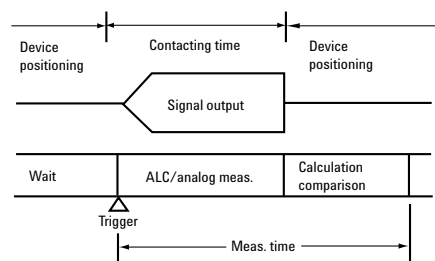 Device
positioning
Contacting time
Device
positioning
Signal output
Wait
ALC/analog meas.
Calculation
comparison
Trigger
Meas. time